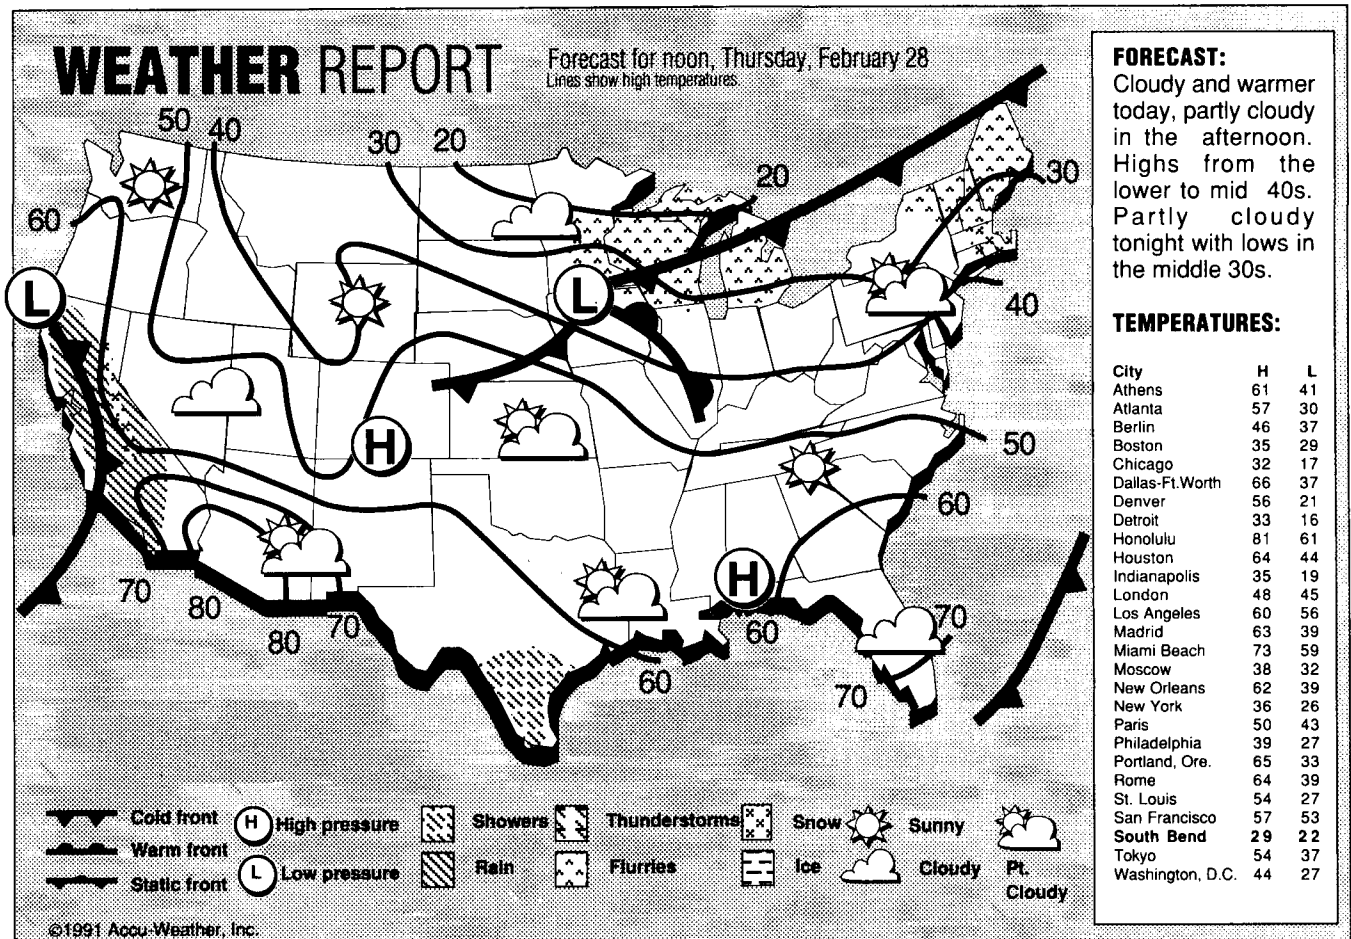 WEATHER REPORT
Forecast for noon, Thursday, February 28
Lines show high temperatures.
50 40
30 20
20
30
60
L
L
40
H
50
60
H
70
80
80
70
60
60
70
70
Cold front
Warm front
Static front
H High pressure
L Low pressure
Showers
Rain
Thunderstorms
Flurries
Snow
Ice
Sunny
Cloudy
Pt.
Cloudy
©1991 Accu-Weather, Inc.
FORECAST:
Cloudy and warmer
today, partly cloudy
in the afternoon.
Highs from the
lower to mid 40s.
Partly cloudy
tonight with lows in
the middle 30s.
TEMPERATURES:
City H L
Athens 61 41
Atlanta 57 30
Berlin 46 37
Boston 35 29
Chicago 32 17
Dallas-Ft.Worth 66 37
Denver 56 21
Detroit 33 16
Honolulu 81 61
Houston 64 44
Indianapolis 35 19
London 48 45
Los Angeles 60 56
Madrid 63 39
Miami Beach 73 59
Moscow 38 32
New Orleans 62 39
New York 36 26
Paris 50 43
Philadelphia 39 27
Portland, Ore. 65 33
Rome 64 39
St. Louis 54 27
San Francisco 57 53
South Bend 29 22
Tokyo 54 37
Washington, D.C. 44 27